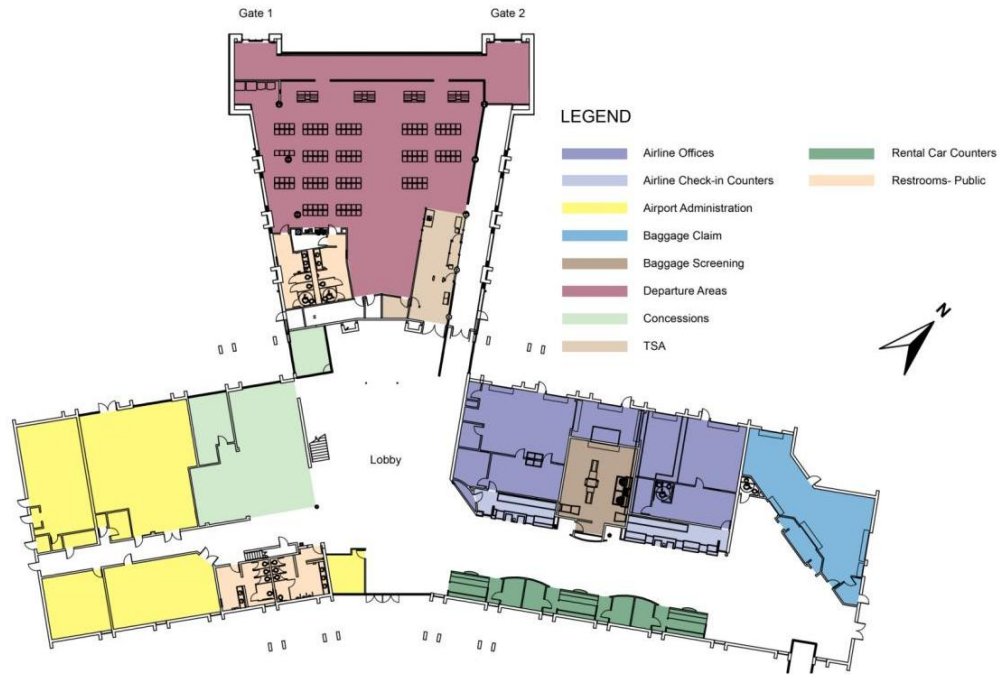 Gate 1
Gate 2
LEGEND
Airline Offices
Rental Car Counters
Airline Check-in Counters
Restrooms- Public
Airport Administration
Baggage Claim
Baggage Screening
Departure Areas
Concessions
TSA
N
Lobby